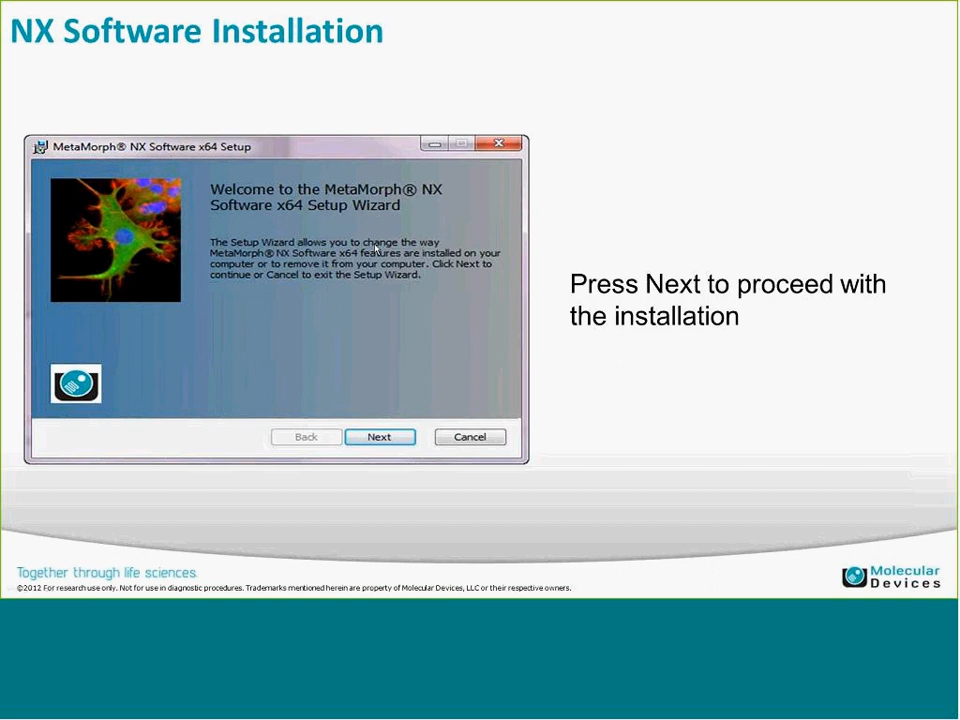 NX Software Installation
MetaMorph® NX Software x64 Setup
Welcome to the MetaMorph® NX
Software x64 Setup Wizard
The Setup Wizard allows you to change the way
MetaMorph® NX Software x64 features are installed on your
computer or to remove it from your computer. Click Next to
continue or Cancel to exit the Setup Wizard.
Back
Next
Cancel
Press Next to proceed with
the installation
Together through life sciences.
©2012 For research use only. Not for use in diagnostic procedures. Trademarks mentioned herein are property of Molecular Devices, LLC or their respective owners.
Molecular
Devices